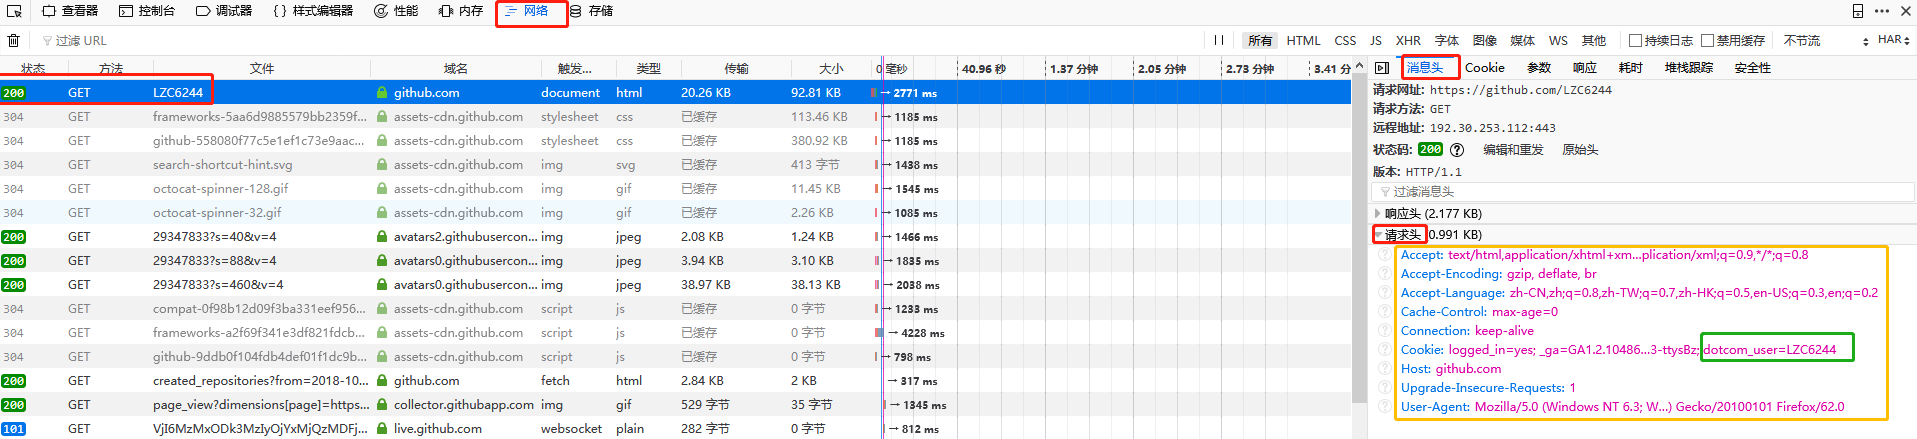 查看器 控制台 调试器 {} 样式编辑器 性能 内存 网络 存储
过滤 URL 所有 HTML CSS JS XHR 字体 图像 媒体 WS 其他 持续日志 禁用缓存 不节流 HAR
状态 方法 文件 域名 触发... 类型 传输 大小 0 毫秒 40.96 秒 1.37 分钟 2.05 分钟 2.73 分钟 3.41 分
200 GET LZC6244 github.com document html 20.26 KB 92.81 KB → 2771 ms
304 GET frameworks-5aa6d9885579bb2359f... assets-cdn.github.com stylesheet css 已缓存 113.46 KB → 1185 ms
304 GET github-558080f77c5e1ef1c73e9aac... assets-cdn.github.com stylesheet css 已缓存 380.92 KB → 1185 ms
304 GET search-shortcut-hint.svg assets-cdn.github.com img svg 已缓存 413 字节 → 1438 ms
304 GET octocat-spinner-128.gif assets-cdn.github.com img gif 已缓存 11.45 KB → 1545 ms
304 GET octocat-spinner-32.gif assets-cdn.github.com img gif 已缓存 2.26 KB → 1085 ms
200 GET 29347833?s=40&v=4 avatars2.githubusercon... img jpeg 2.08 KB 1.24 KB → 1466 ms
200 GET 29347833?s=88&v=4 avatars0.githubusercon... img jpeg 3.94 KB 3.10 KB → 1835 ms
200 GET 29347833?s=460&v=4 avatars0.githubusercon... img jpeg 38.97 KB 38.13 KB → 2038 ms
304 GET compat-0f98b12d09f3ba331eef956... assets-cdn.github.com script js 已缓存 0 字节 → 1233 ms
304 GET frameworks-a2f69f341e3df821fdcb... assets-cdn.github.com script js 已缓存 0 字节 → 4228 ms
304 GET github-9ddb0f104fdb4def01f1dc9b... assets-cdn.github.com script js 已缓存 0 字节 → 798 ms
200 GET created_repositories?from=2018-10... github.com fetch html 2.84 KB 2 KB → 317 ms
200 GET page_view?dimensions[page]=https... collector.githubapp.com img gif 529 字节 35 字节 → 1345 ms
101 GET VjI6MzMxODk3MzIyOjYxMjQzMDFj... live.github.com websocket plain 282 字节 0 字节 → 812 ms
消息头 Cookie 参数 响应 耗时 堆栈跟踪 安全性
请求网址: https://github.com/LZC6244
请求方法: GET
远程地址: 192.30.253.112:443
状态码: 200 ? 编辑和重发 原始头
版本: HTTP/1.1
过滤消息头
响应头 (2.177 KB)
请求头 (0.991 KB)
Accept: text/html,application/xhtml+xm...plication/xml;q=0.9,*/*;q=0.8
Accept-Encoding: gzip, deflate, br
Accept-Language: zh-CN,zh;q=0.8,zh-TW;q=0.7,zh-HK;q=0.5,en-US;q=0.3,en;q=0.2
Cache-Control: max-age=0
Connection: keep-alive
Cookie: logged_in=yes; _ga=GA1.2.10486...3-ttysBz; dotcom_user=LZC6244
Host: github.com
Upgrade-Insecure-Requests: 1
User-Agent: Mozilla/5.0 (Windows NT 6.3; W...) Gecko/20100101 Firefox/62.0